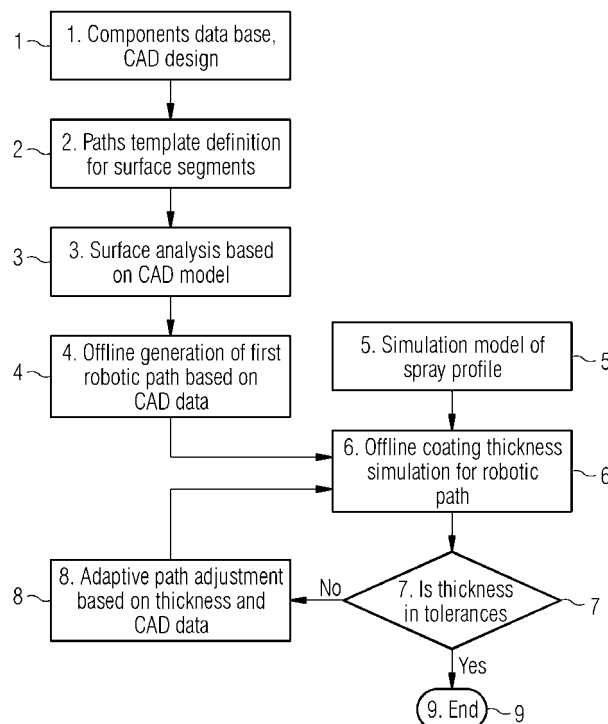 1
1. Components data base,
CAD design
2
2. Paths template definition
for surface segments
3
3. Surface analysis based
on CAD model
4
4. Offline generation of first
robotic path based on
CAD data
5. Simulation model of
spray profile
5
6. Offline coating thickness
simulation for robotic
path
6
8
8. Adaptive path adjustment
based on thickness and
CAD data
No
7. Is thickness
in tolerances
7
Yes
9. End
9